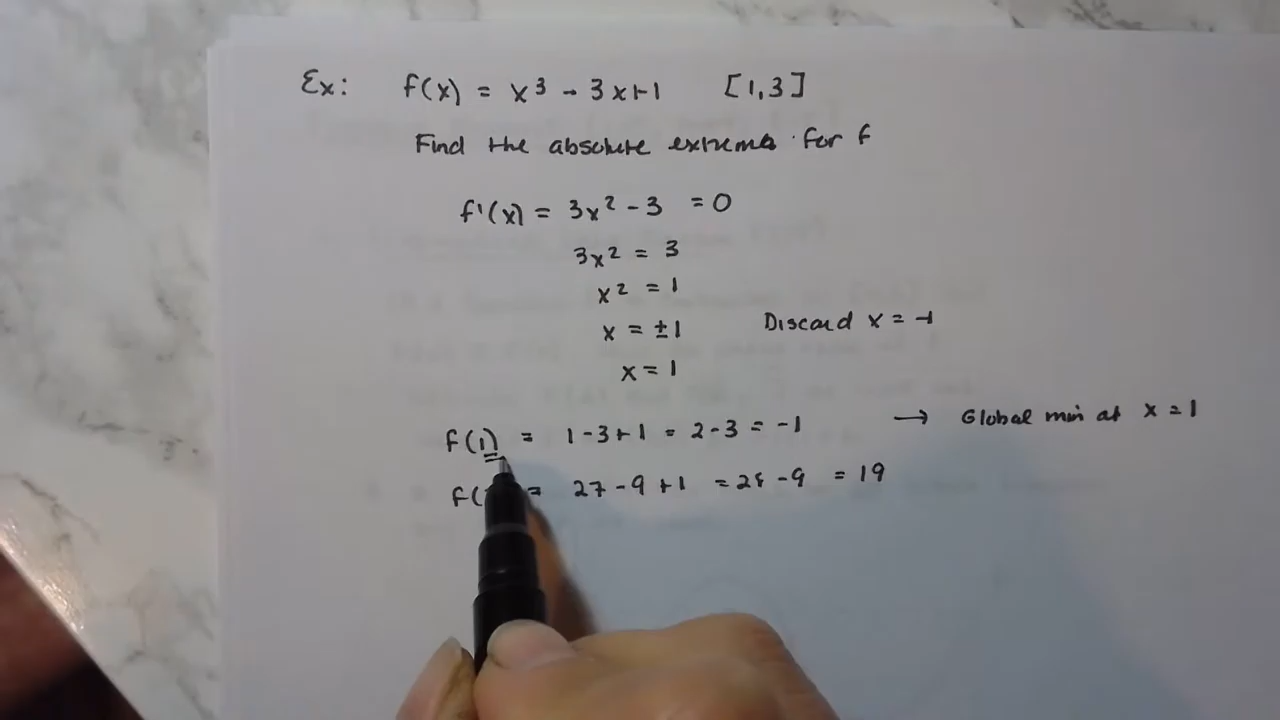 Ex: f(x) = x³ - 3x+1 [1,3]
Find the absolute extrema for f
f'(x) = 3x² - 3 = 0
3x² = 3
x² = 1
x = ±1 Discard x = -1
x = 1
f(1) = 1-3+1 = 2-3 = -1 → Global min at x = 1
f( = 27-9+1 = 28-9 = 19